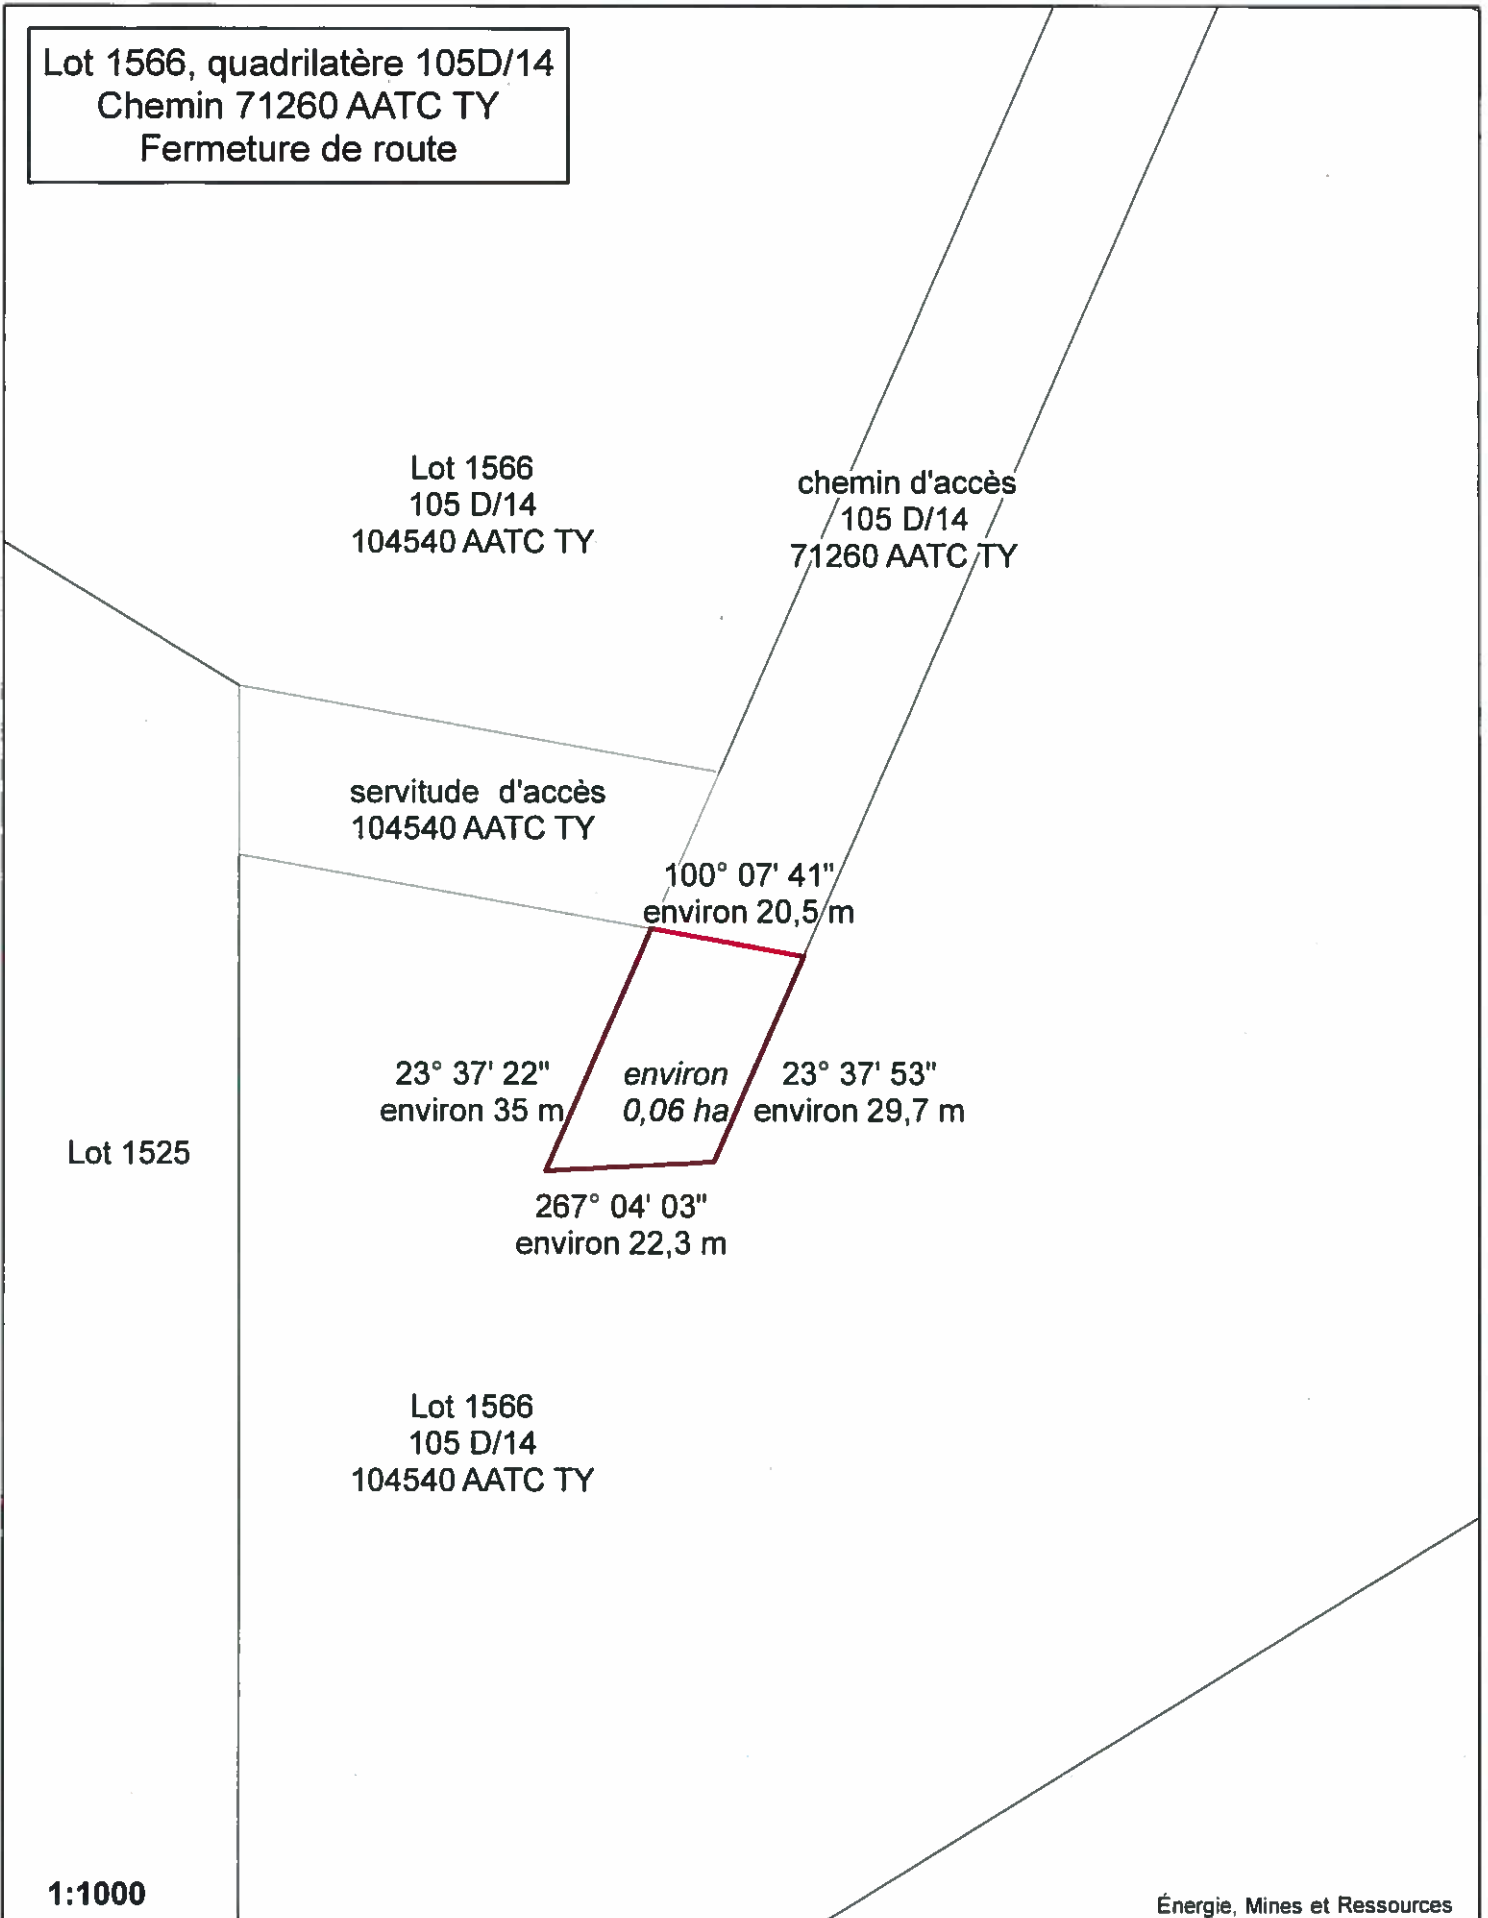 Lot 1566, quadrilatère 105D/14
Chemin 71260 AATC TY
Fermeture de route
Lot 1566
105 D/14
104540 AATC TY
chemin d'accès
105 D/14
71260 AATC TY
servitude d'accès
104540 AATC TY
100° 07' 41"
environ 20,5 m
23° 37' 22"
environ 35 m
environ
0,06 ha
23° 37' 53"
environ 29,7 m
Lot 1525
267° 04' 03"
environ 22,3 m
Lot 1566
105 D/14
104540 AATC TY
1:1000
Énergie, Mines et Ressources